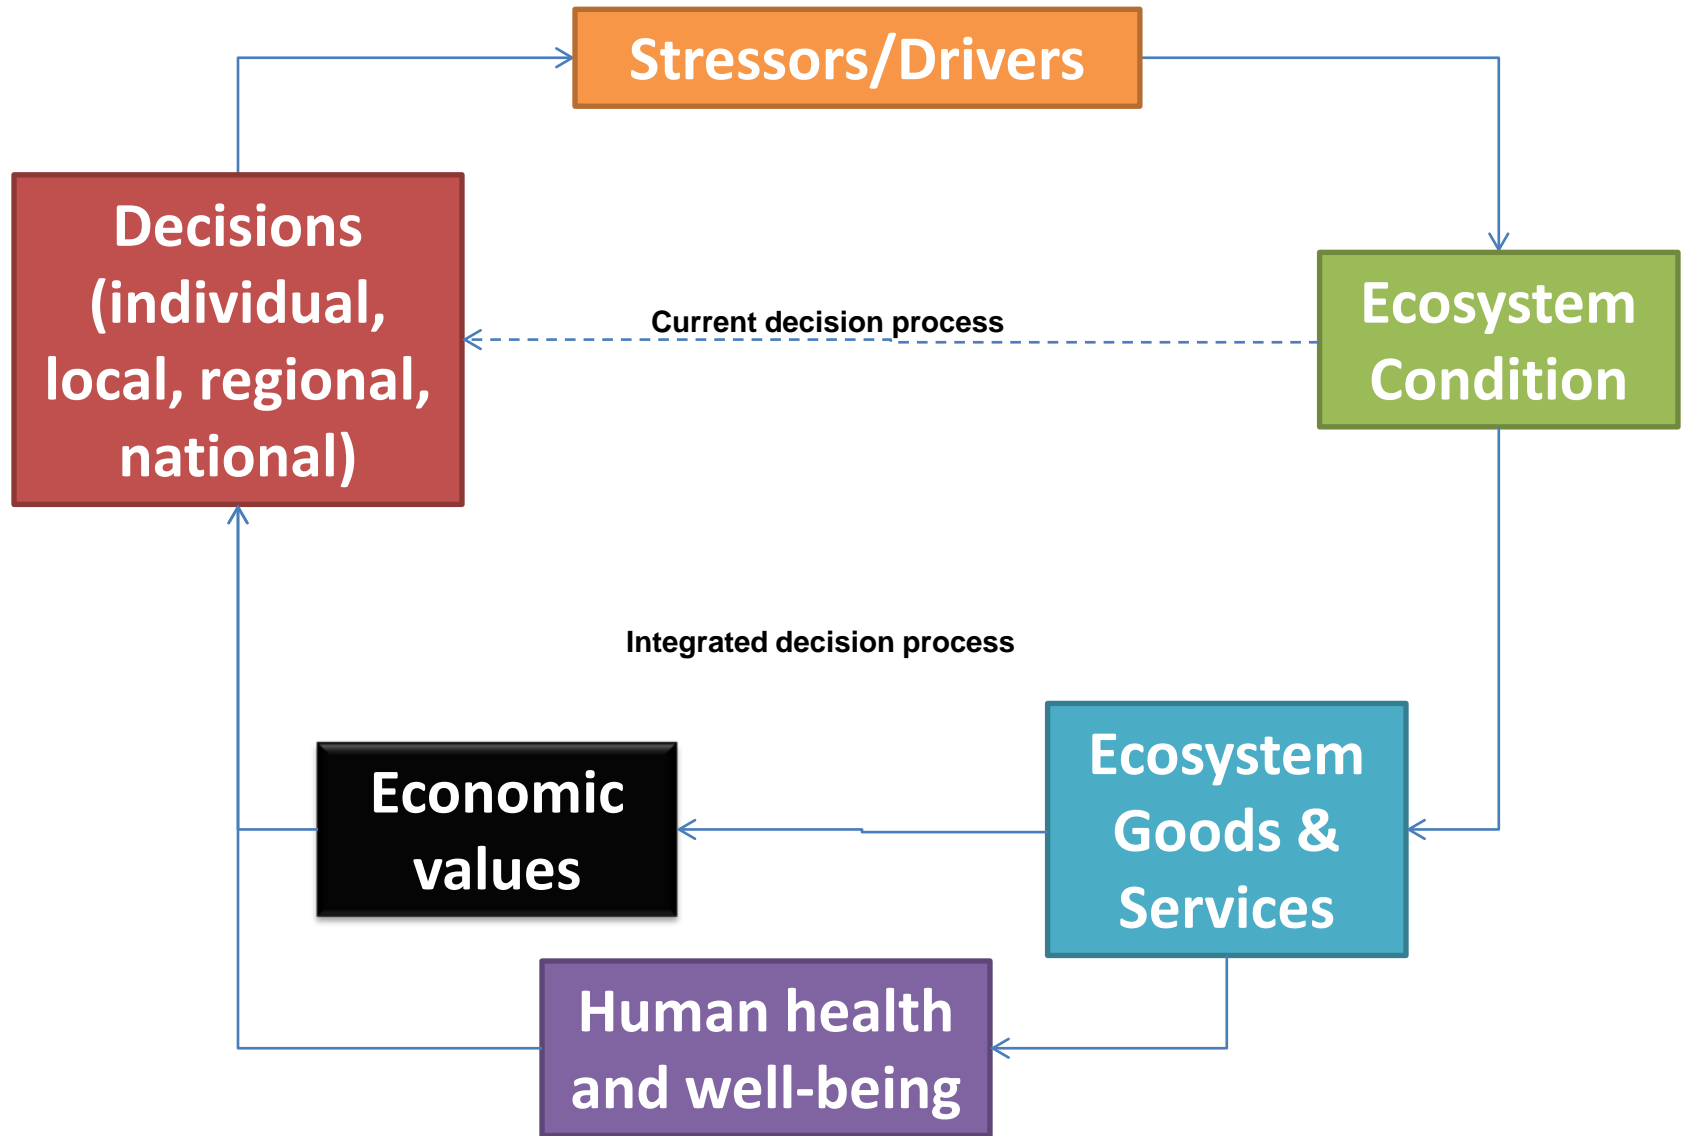 Stressors/Drivers
Decisions
(individual,
local, regional,
national)
Current decision process
Ecosystem
Condition
Integrated decision process
Economic
values
Ecosystem
Goods &
Services
Human health
and well-being